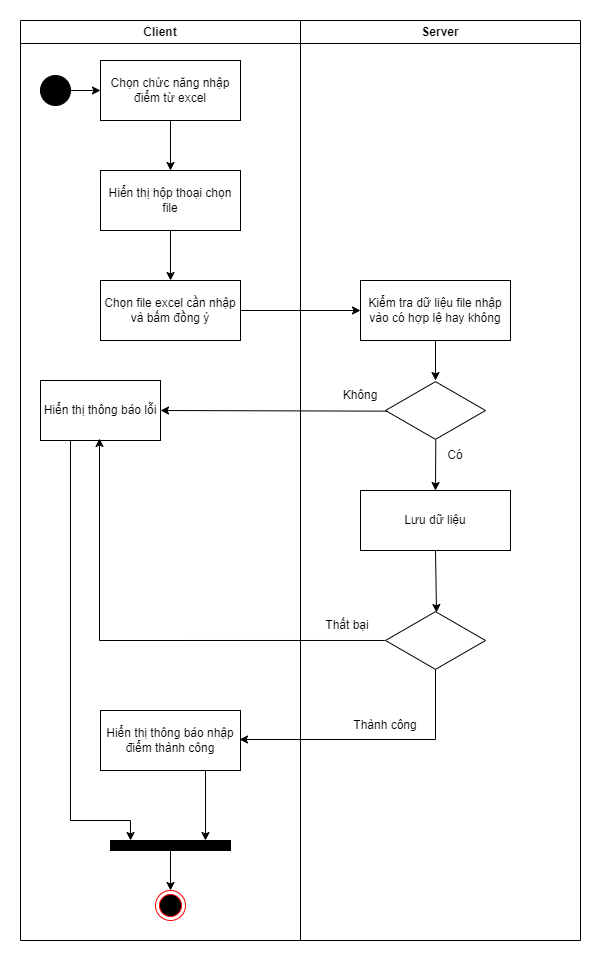 Client
Server
Chọn chức năng nhập
điểm từ excel
Hiển thị hộp thoại chọn
file
Chọn file excel cần nhập
và bấm đồng ý
Kiểm tra dữ liệu file nhập
vào có hợp lệ hay không
Không
Hiển thị thông báo lỗi
Có
Lưu dữ liệu
Thất bại
Thành công
Hiển thị thông báo nhập
điểm thành công